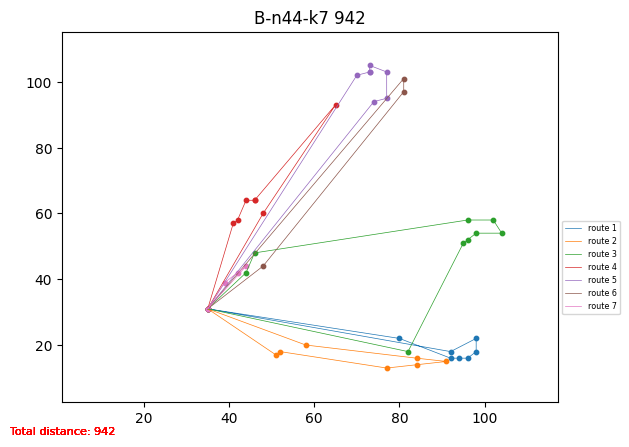 B-n44-k7 942
100
80
60
40
20
20 40 60 80 100
route 1
route 2
route 3
route 4
route 5
route 6
route 7
Total distance: 942